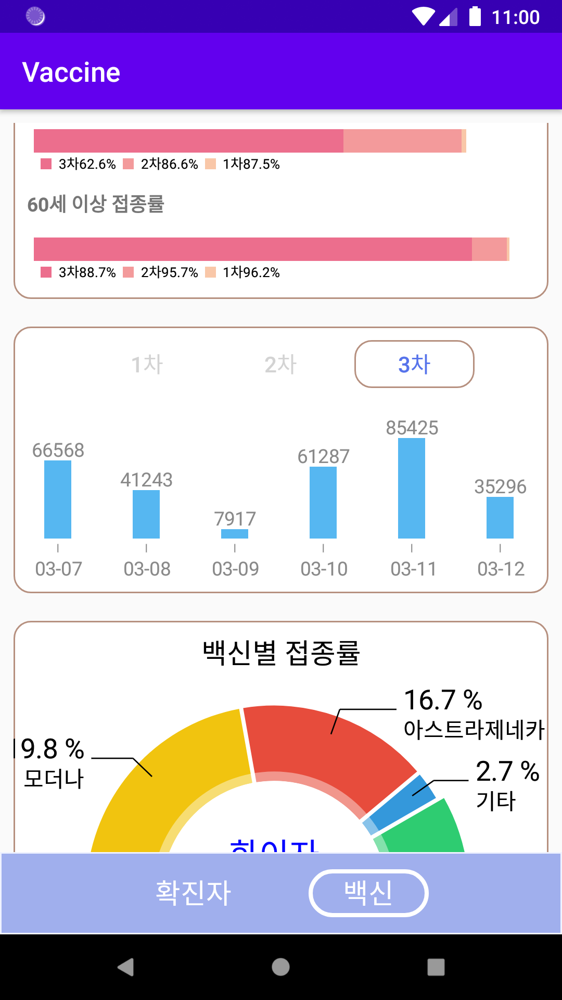 11:00
Vaccine
3차62.6% 2차86.6% 1차87.5%
60세 이상 접종률
3차88.7% 2차95.7% 1차96.2%
1차 2차 3차
66568 41243 7917 61287 85425 35296
03-07 03-08 03-09 03-10 03-11 03-12
백신별 접종률
16.7 %
아스트라제네카
19.8 %
모더나
2.7 %
기타
확진자 백신